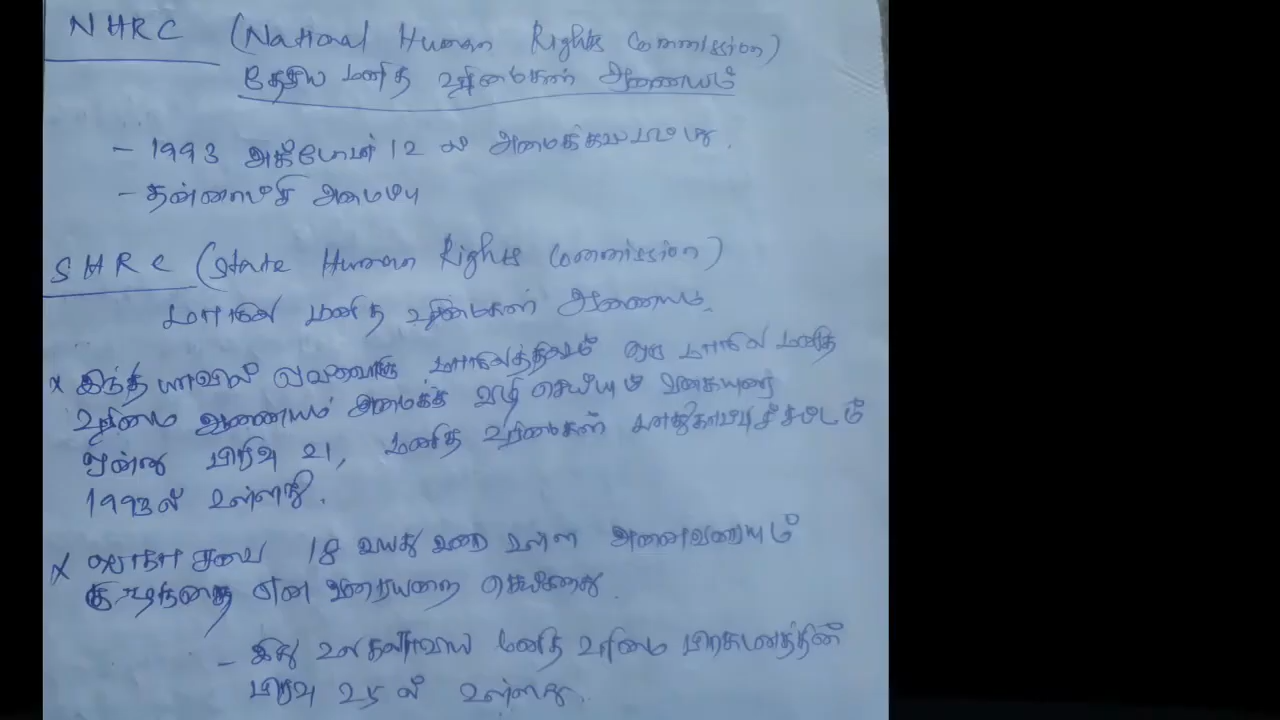 NHRC (National Human Rights Commission)
தேசிய மனித உரிமைகள் ஆணையம்
- 1993 அக்டோபர் 12 ல் அமைக்கப்பட்டது.
- தன்னாட்சி அமைப்பு
SHRC (State Human Rights Commission)
மாநில மனித உரிமைகள் ஆணையம்.
x இந்தியாவில் ஒவ்வொரு மாநிலத்திலும் ஒரு மாநில மனித
உரிமை ஆணையம் அமைக்க வழி செய்யும் வகையுரை
ஒன்று பிரிவு 21, மனித உரிமைகள் பாதுகாப்புச் சட்டம்
1993ல் உள்ளது.
x ஐநா சபை 18 வயது வரை உள்ள அனைவரையும்
குழந்தை என வரையறை செய்கிறது.
- இது உலகளாவிய மனித உரிமை பிரகடனத்தின்
பிரிவு 25 ல் உள்ளது.